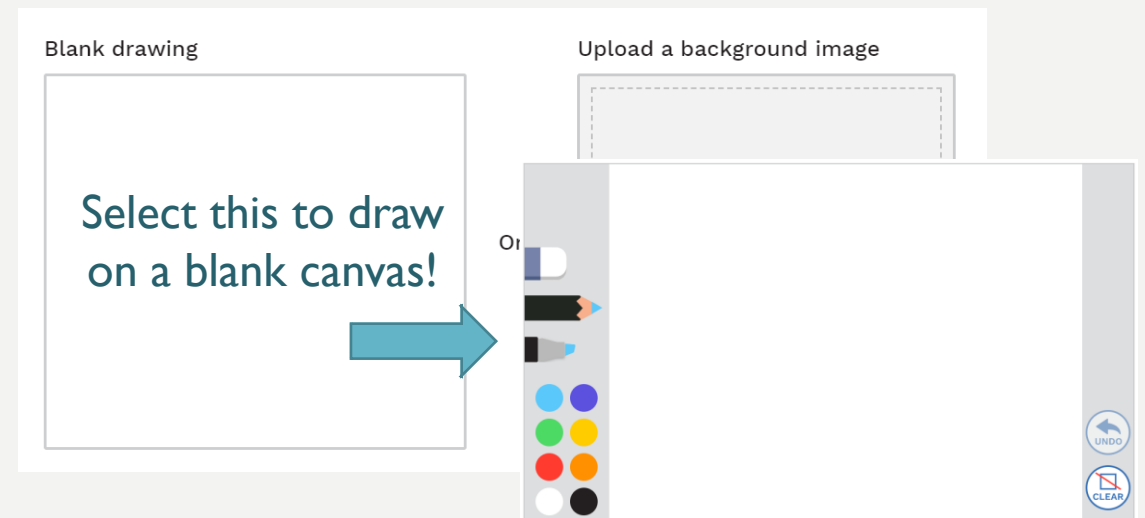 Blank drawing
Upload a background image
Select this to draw
on a blank canvas!
Or
UNDO
CLEAR